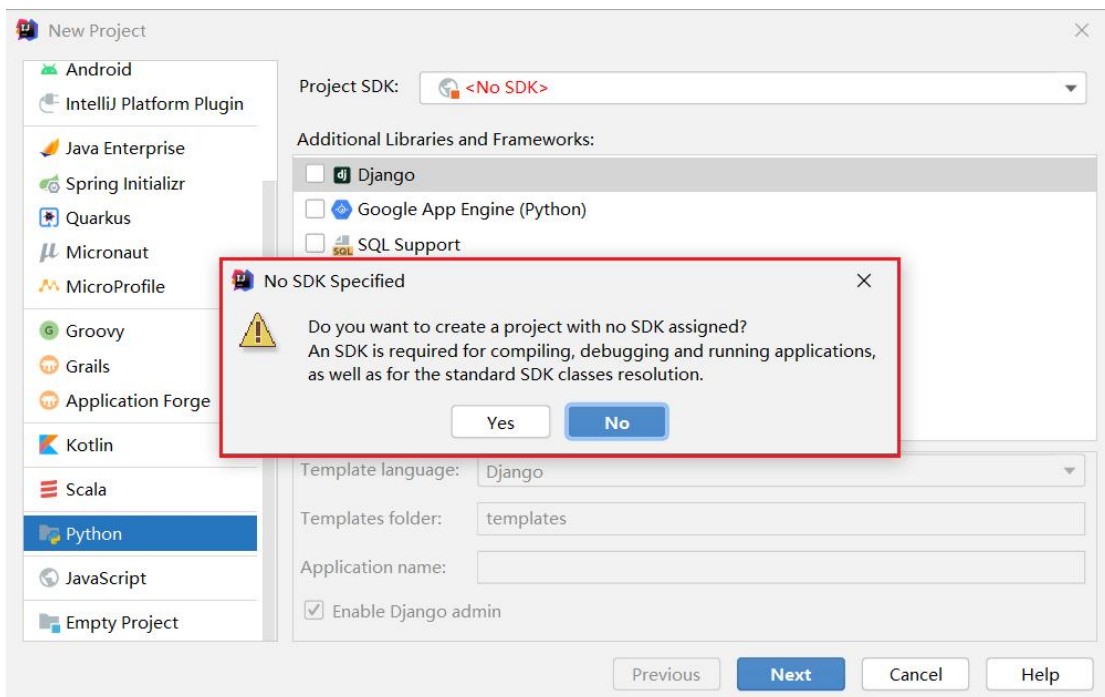 New Project
Android
IntelliJ Platform Plugin
Java Enterprise
Spring Initializr
Quarkus
Micronaut
MicroProfile
Groovy
Grails
Application Forge
Kotlin
Scala
Python
JavaScript
Empty Project
Project SDK: <No SDK>
Additional Libraries and Frameworks:
dj Django
Google App Engine (Python)
SQL SQL Support
No SDK Specified
Do you want to create a project with no SDK assigned?
An SDK is required for compiling, debugging and running applications,
as well as for the standard SDK classes resolution.
Yes No
Template language: Django
Templates folder: templates
Application name:
Enable Django admin
Previous Next Cancel Help